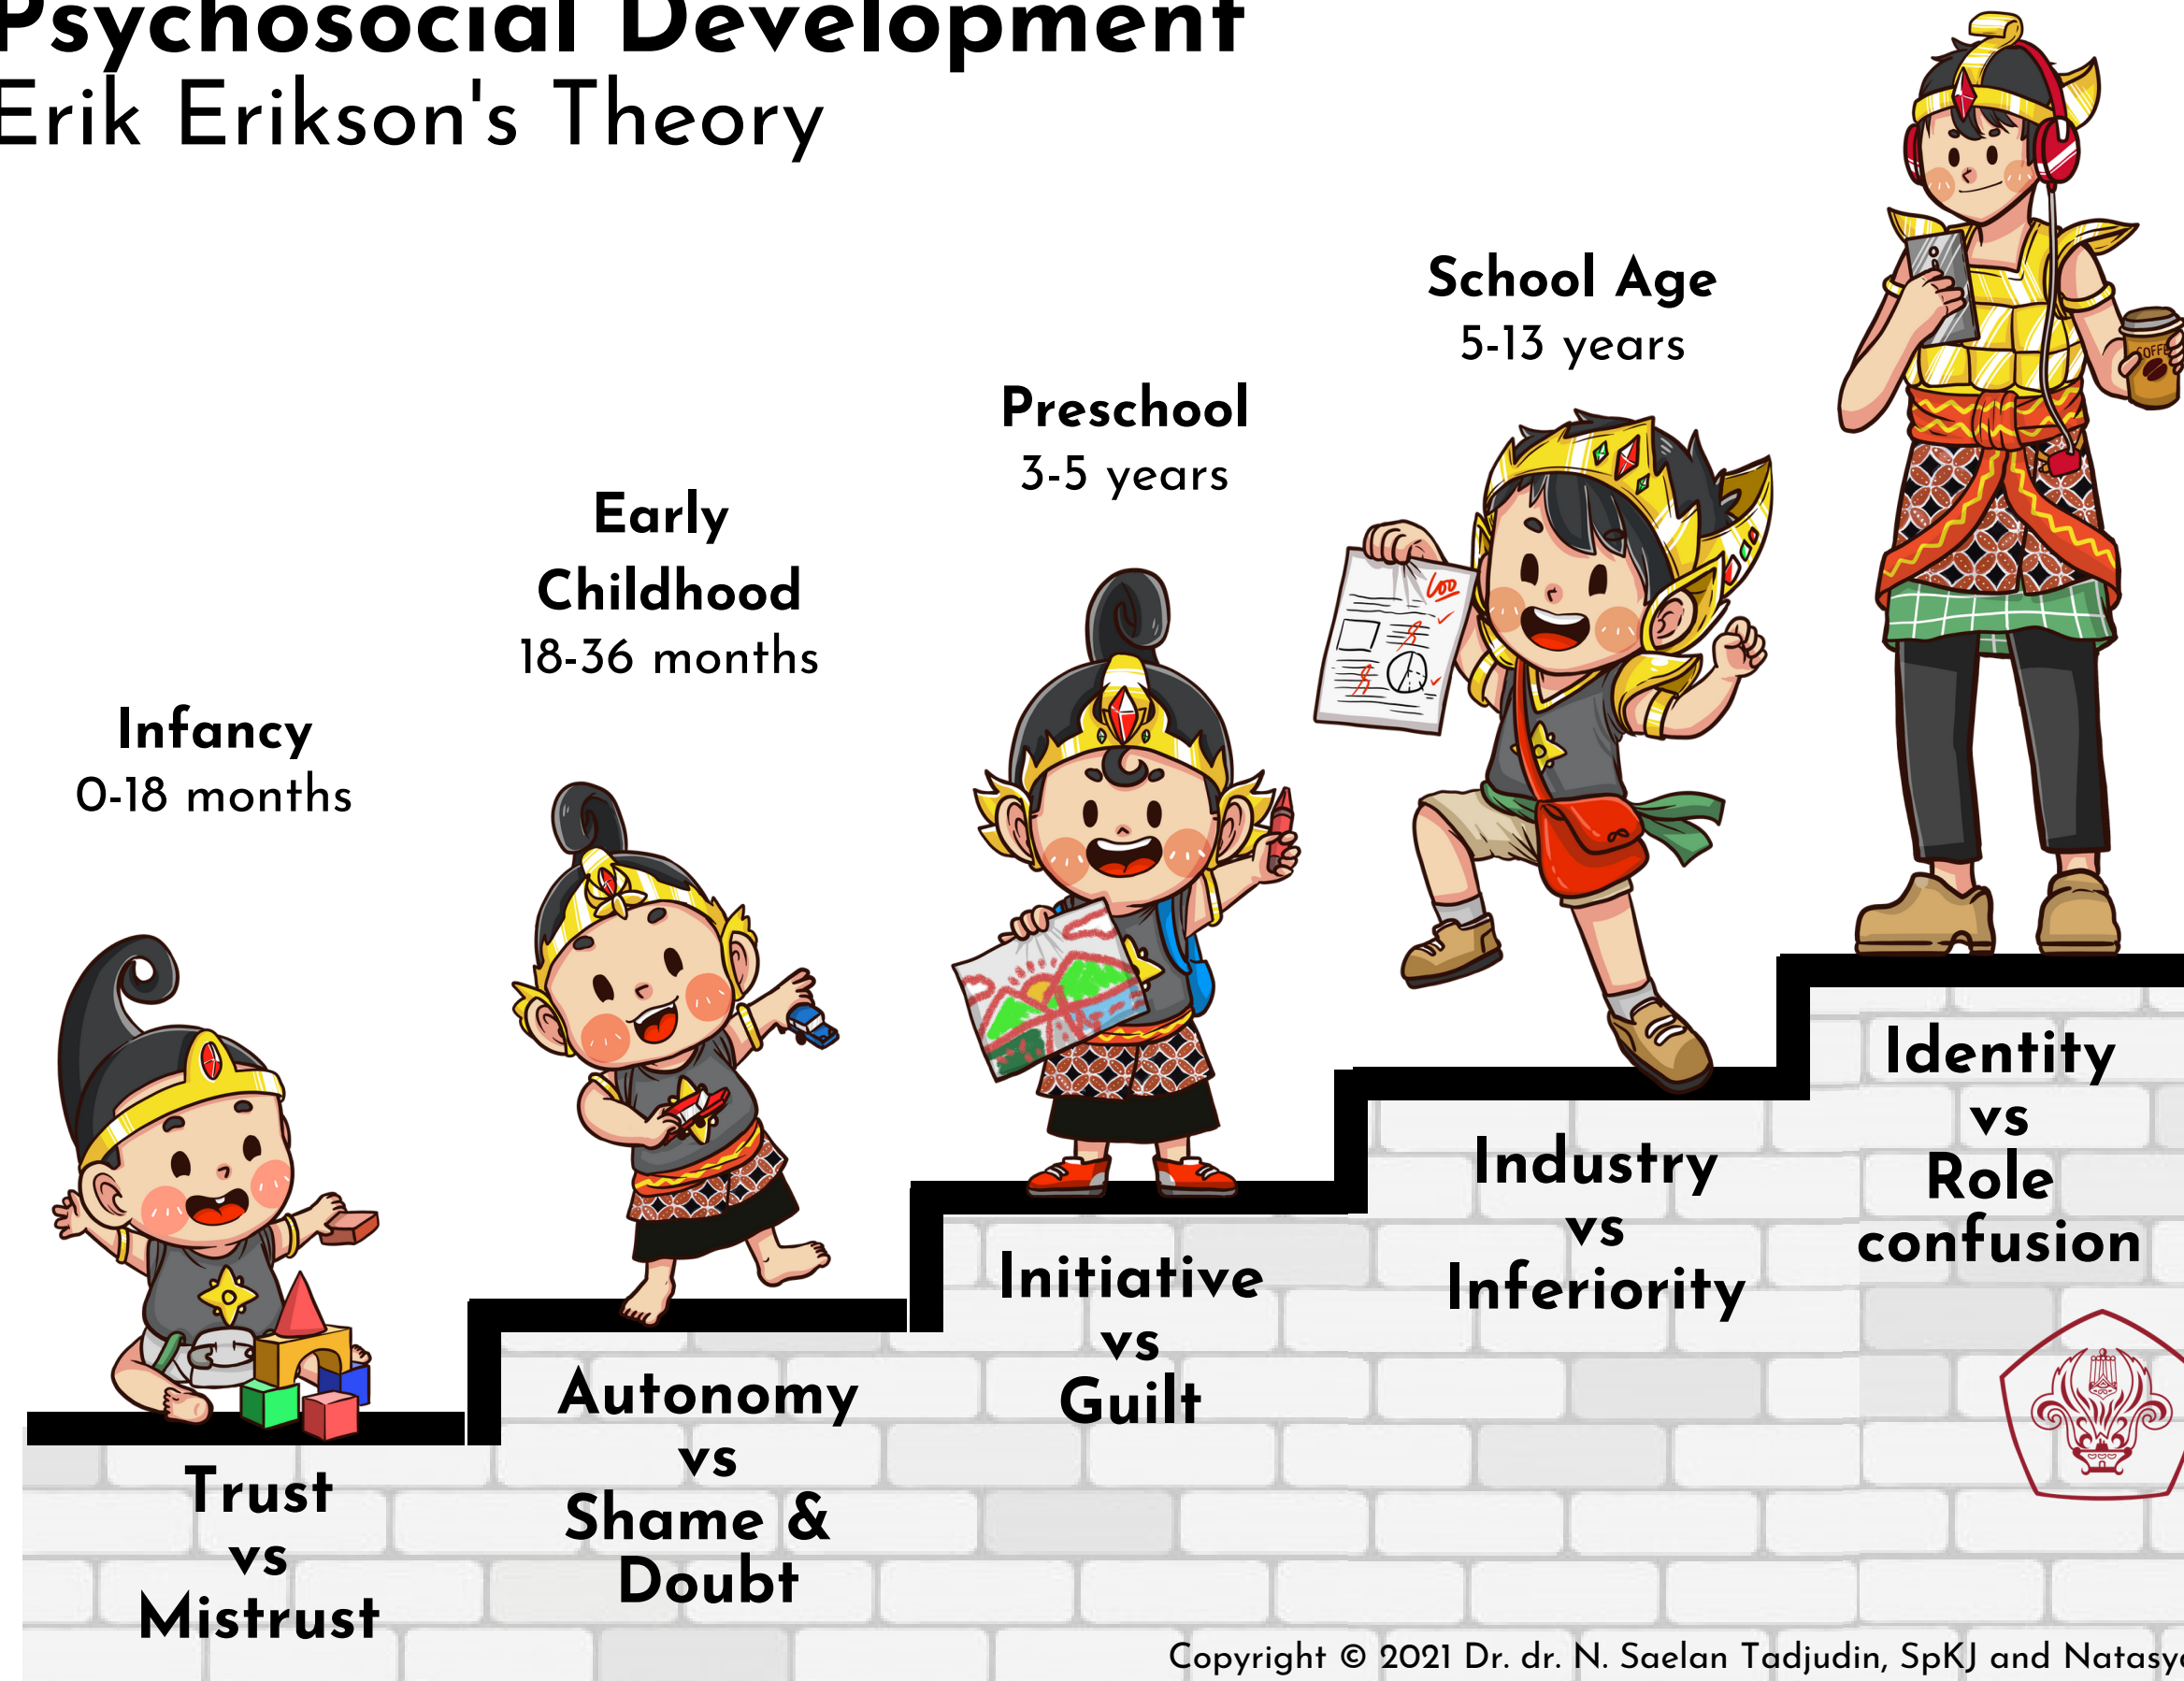 Psychosocial Development
Erik Erikson's Theory
School Age
5-13 years
Preschool
3-5 years
Early
Childhood
18-36 months
Infancy
0-18 months
100
COFFE
Identity
vs
Role
confusion
Industry
vs
Inferiority
Initiative
vs
Guilt
Autonomy
vs
Shame &
Doubt
Trust
vs
Mistrust
Copyright © 2021 Dr. dr. N. Saelan Tadjudin, SpKJ and Natasya